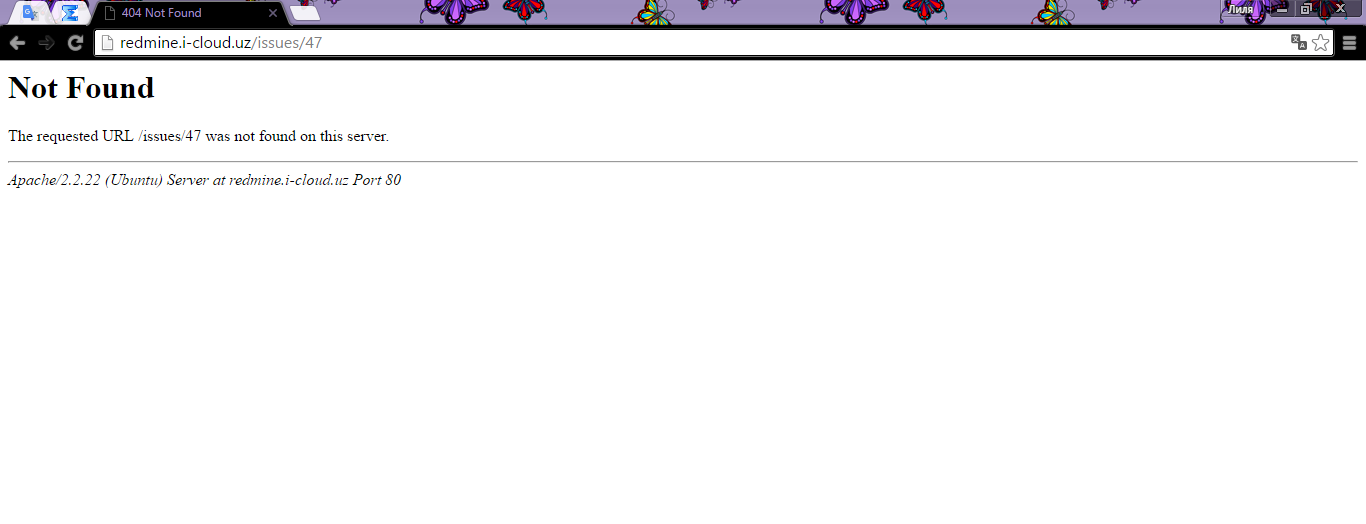 404 Not Found
Лиля
redmine.i-cloud.uz/issues/47
Not Found
The requested URL /issues/47 was not found on this server.
Apache/2.2.22 (Ubuntu) Server at redmine.i-cloud.uz Port 80